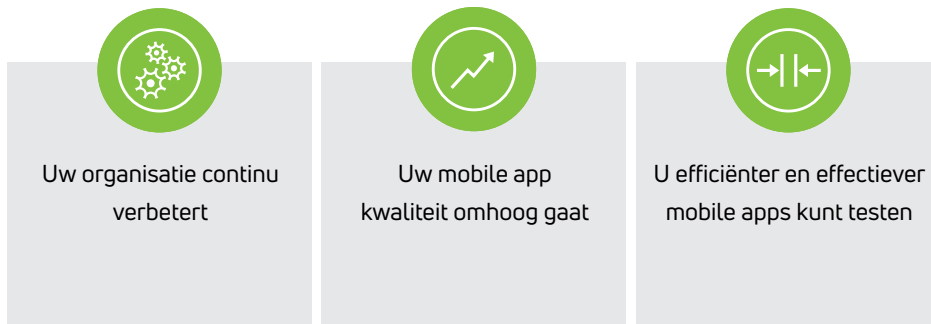 Uw organisatie continu
verbetert
Uw mobile app
kwaliteit omhoog gaat
U efficiënter en effectiever
mobile apps kunt testen